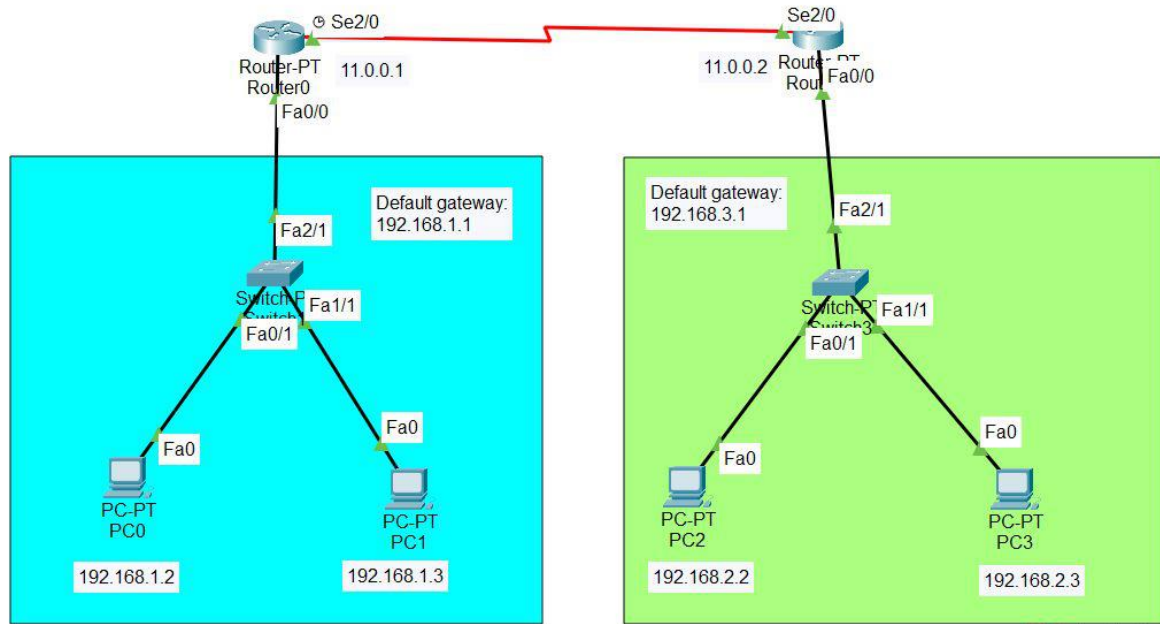 Se2/0
Se2/0
Router-PT
Router0
11.0.0.1
11.0.0.2
Fa0/0
Fa0/0
Default gateway:
192.168.1.1
Default gateway:
192.168.3.1
Fa2/1
Fa2/1
Fa1/1
Fa0/1
Switch-PT
Switch3
Fa1/1
Fa0/1
Fa0
Fa0
Fa0
Fa0
PC-PT
PC0
PC-PT
PC1
PC-PT
PC2
PC-PT
PC3
192.168.1.2
192.168.1.3
192.168.2.2
192.168.2.3